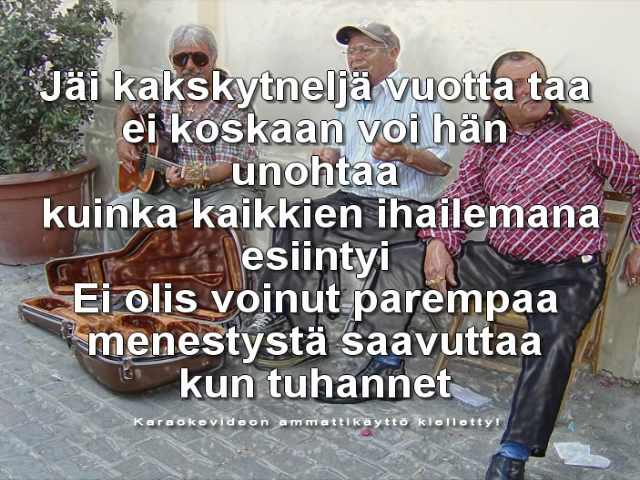 Jäi kakskytneljä vuotta taa
ei koskaan voi hän
unohtaa
kuinka kaikkien ihailemana
esiintyi
Ei olis voinut parempaa
menestystä saavuttaa
kun tuhannet
Karaokevideon ammattikäyttö kielletty!